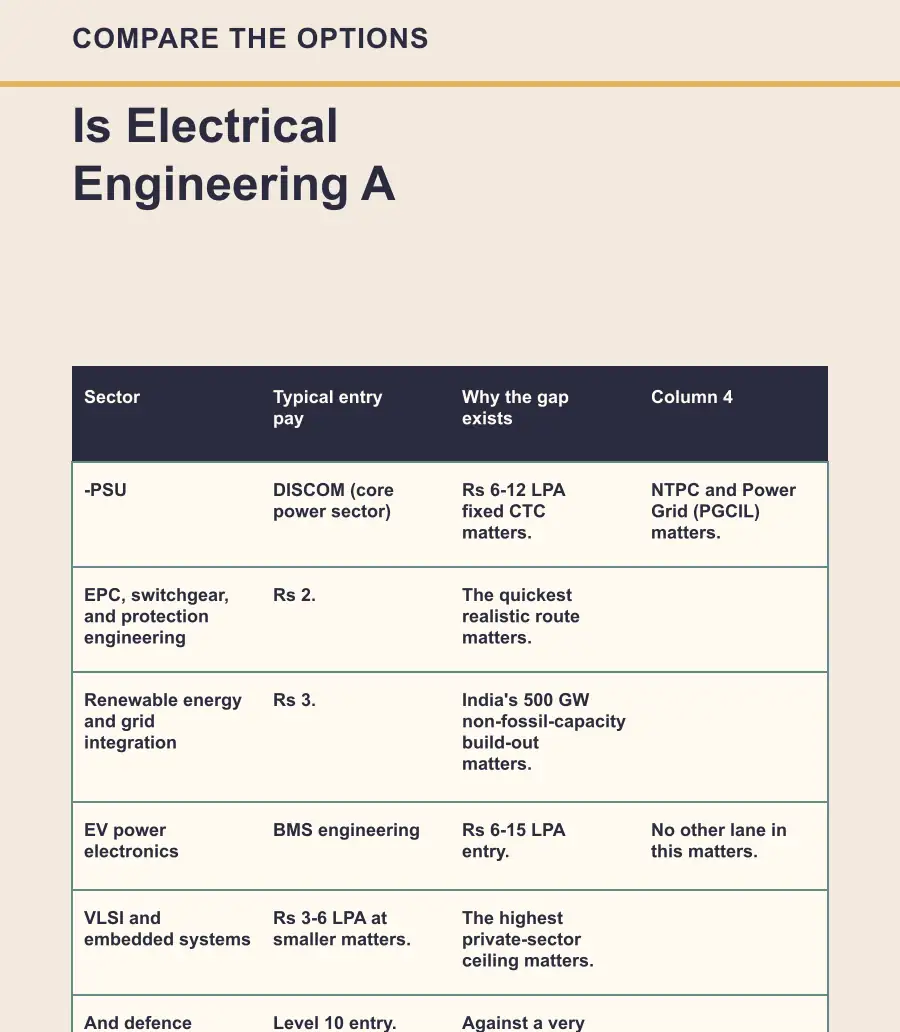 COMPARE THE OPTIONS
Is Electrical
Engineering A
Sector
Typical entry
pay
Why the gap
exists
Column 4
-PSU
DISCOM (core
power sector)
Rs 6-12 LPA
fixed CTC
matters.
NTPC and Power
Grid (PGCIL)
matters.
EPC, switchgear,
and protection
engineering
Rs 2.
The quickest
realistic route
matters.
Renewable energy
and grid
integration
Rs 3.
India's 500 GW
non-fossil-capacity
build-out
matters.
EV power
electronics
BMS engineering
Rs 6-15 LPA
entry.
No other lane in
this matters.
VLSI and
embedded systems
Rs 3-6 LPA at
smaller matters.
The highest
private-sector
ceiling matters.
And defence
Level 10 entry.
Against a very